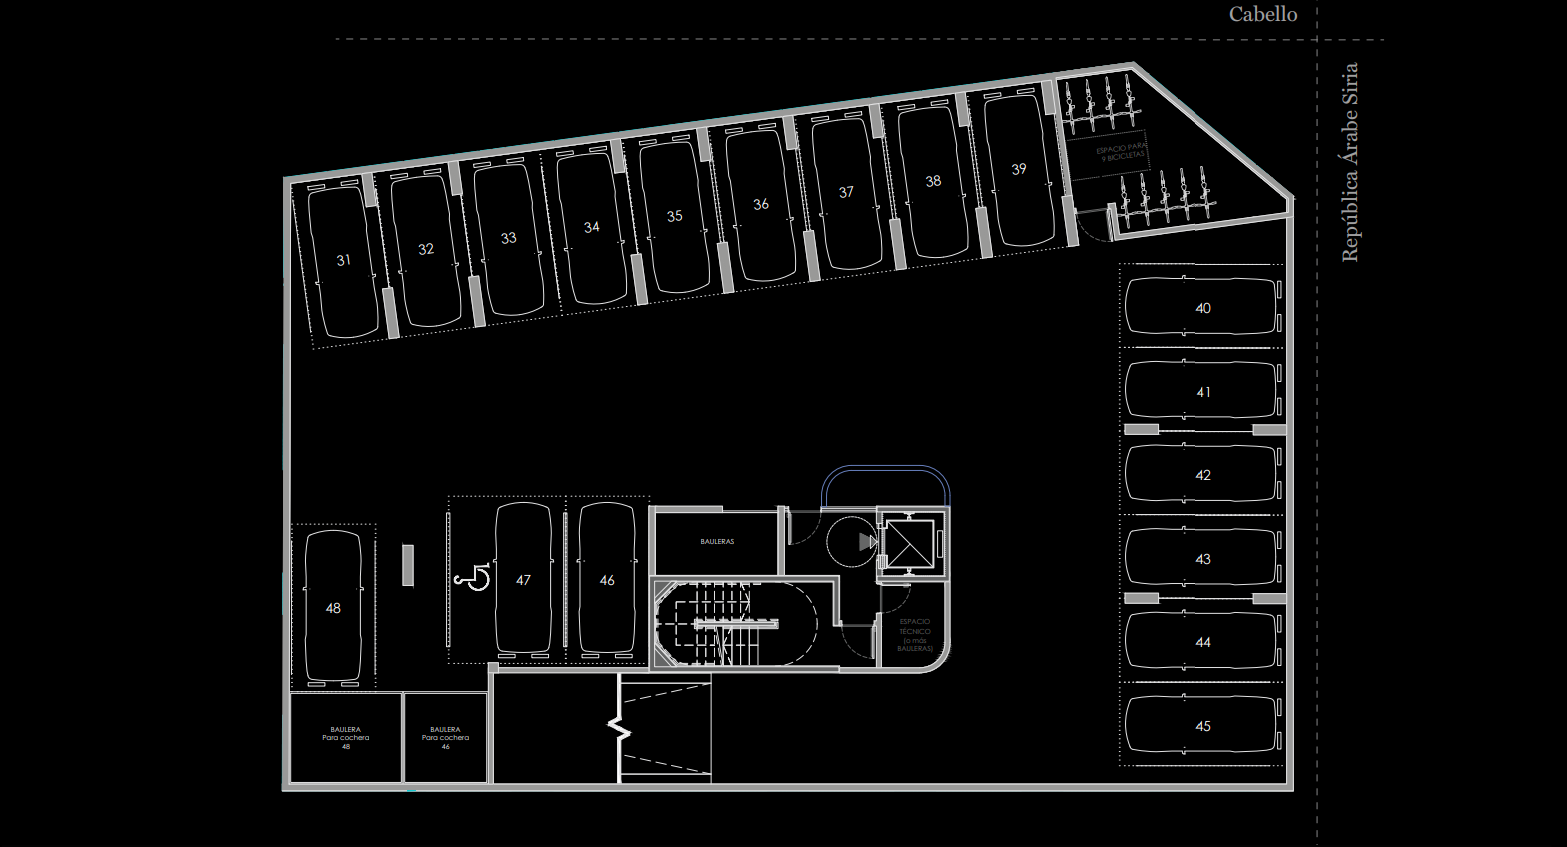 Cabello
República Árabe Siria
ESPACIO PARA
9 BICICLETAS
39
38
37
36
35
34
33
32
31
40
41
42
43
44
45
BAULERAS
47
46
48
ESPACIO
TÉCNICO
(o más
BAULERAS)
BAULERA
Para cochera
48
BAULERA
Para cochera
46